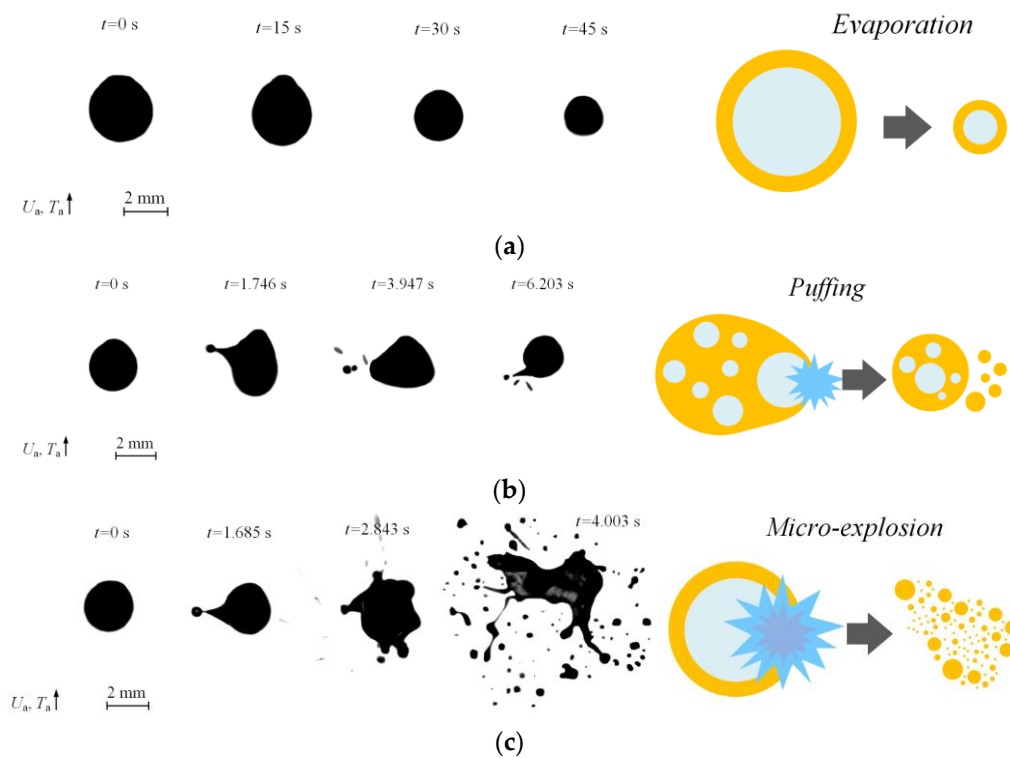 t=0 s t=15 s t=30 s t=45 s Evaporation
Uₐ, Tₐ↑ 2 mm
(a)
t=0 s t=1.746 s t=3.947 s t=6.203 s Puffing
Uₐ, Tₐ↑ 2 mm
(b)
t=0 s t=1.685 s t=2.843 s t=4.003 s Micro-explosion
Uₐ, Tₐ↑ 2 mm
(c)